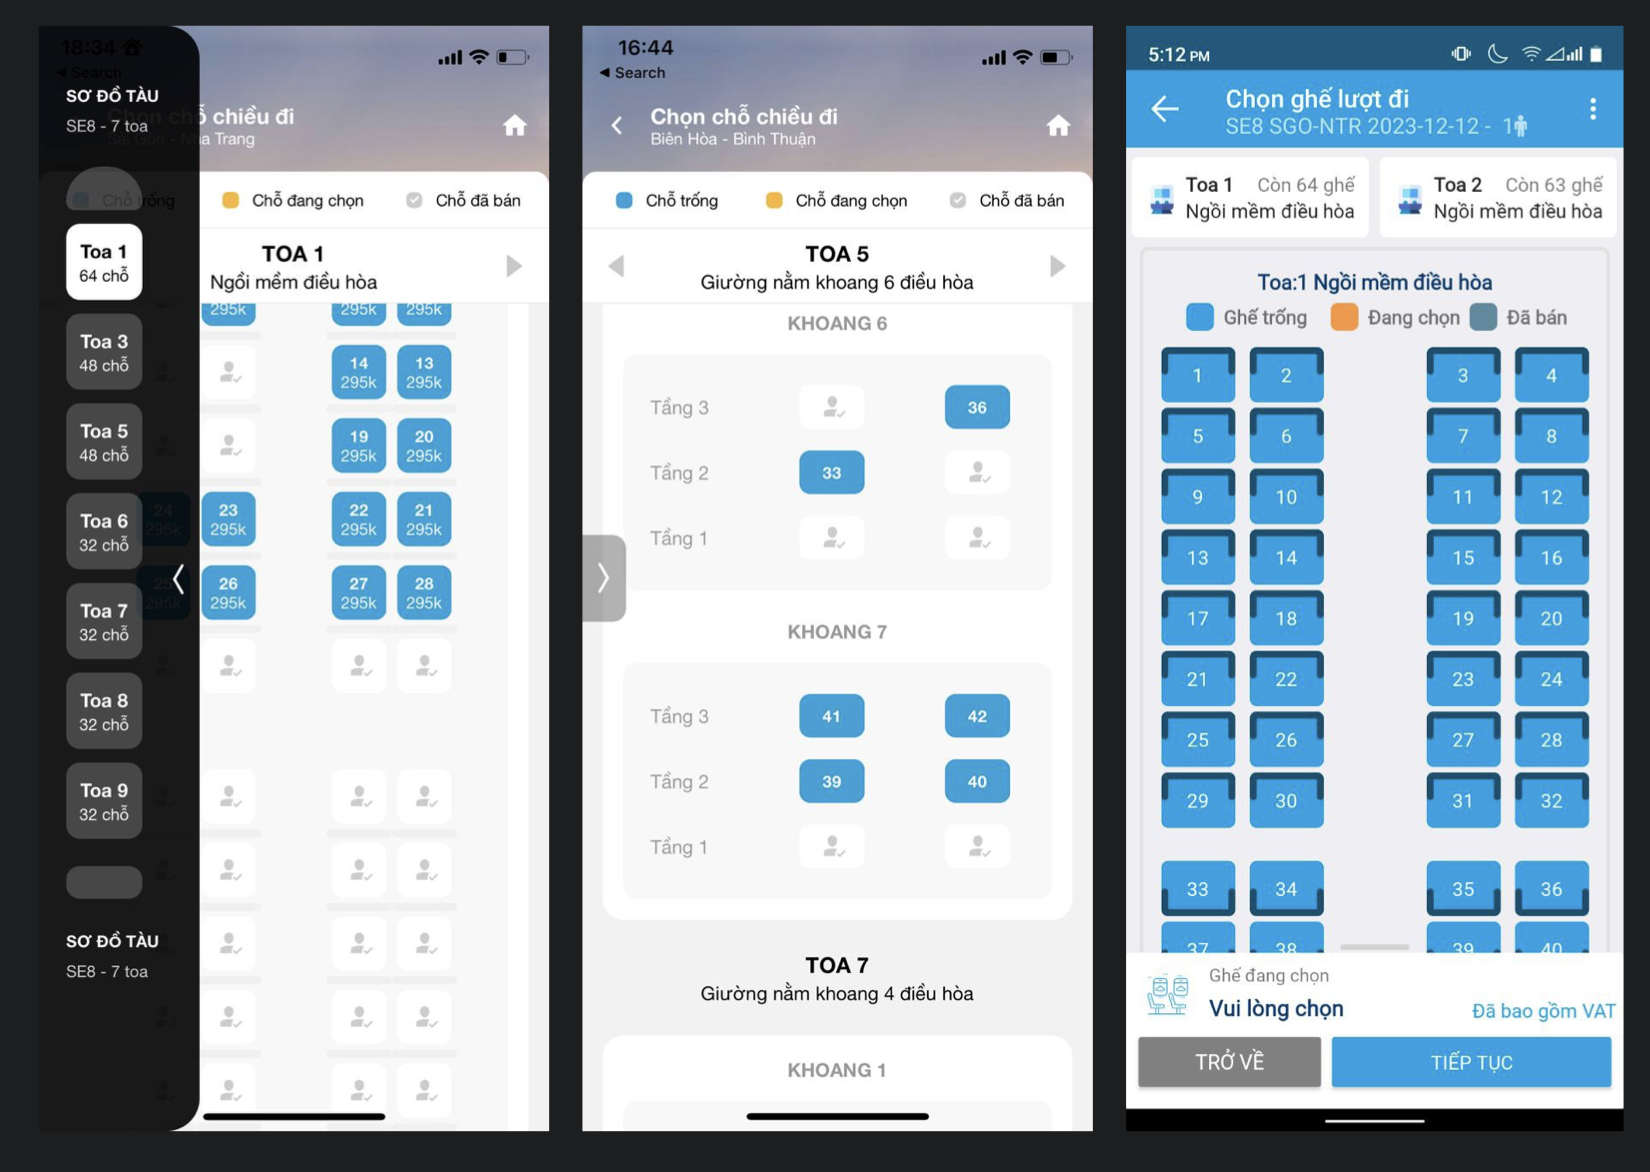 18:34
Search
SƠ ĐỒ TÀU
SE8 - 7 toa
Chọn chỗ chiều đi
Sài Gòn - Nha Trang
Chỗ trống
Chỗ đang chọn
Chỗ đã bán
TOA 1
Ngồi mềm điều hòa
Toa 1
64 chỗ
Toa 3
48 chỗ
Toa 5
48 chỗ
Toa 6
32 chỗ
Toa 7
32 chỗ
Toa 8
32 chỗ
Toa 9
32 chỗ
SƠ ĐỒ TÀU
SE8 - 7 toa
295k 295k 295k
14 13
295k 295k
19 20
295k 295k
24 23 22 21
295k 295k 295k 295k
25 26 27 28
295k 295k 295k 295k
16:44
Search
Chọn chỗ chiều đi
Biên Hòa - Bình Thuận
Chỗ trống
Chỗ đang chọn
Chỗ đã bán
TOA 5
Giường nằm khoang 6 điều hòa
KHOANG 6
Tầng 3 36
Tầng 2 33
Tầng 1
KHOANG 7
Tầng 3 41 42
Tầng 2 39 40
Tầng 1
TOA 7
Giường nằm khoang 4 điều hòa
KHOANG 1
5:12 PM
Chọn ghế lượt đi
SE8 SGO-NTR 2023-12-12 - 1
Toa 1 Còn 64 ghế
Ngồi mềm điều hòa
Toa 2 Còn 63 ghế
Ngồi mềm điều hòa
Toa:1 Ngồi mềm điều hòa
Ghế trống
Đang chọn
Đã bán
1 2 3 4
5 6 7 8
9 10 11 12
13 14 15 16
17 18 19 20
21 22 23 24
25 26 27 28
29 30 31 32
33 34 35 36
37 38 39 40
Ghế đang chọn
Vui lòng chọn
Đã bao gồm VAT
TRỞ VỀ
TIẾP TỤC